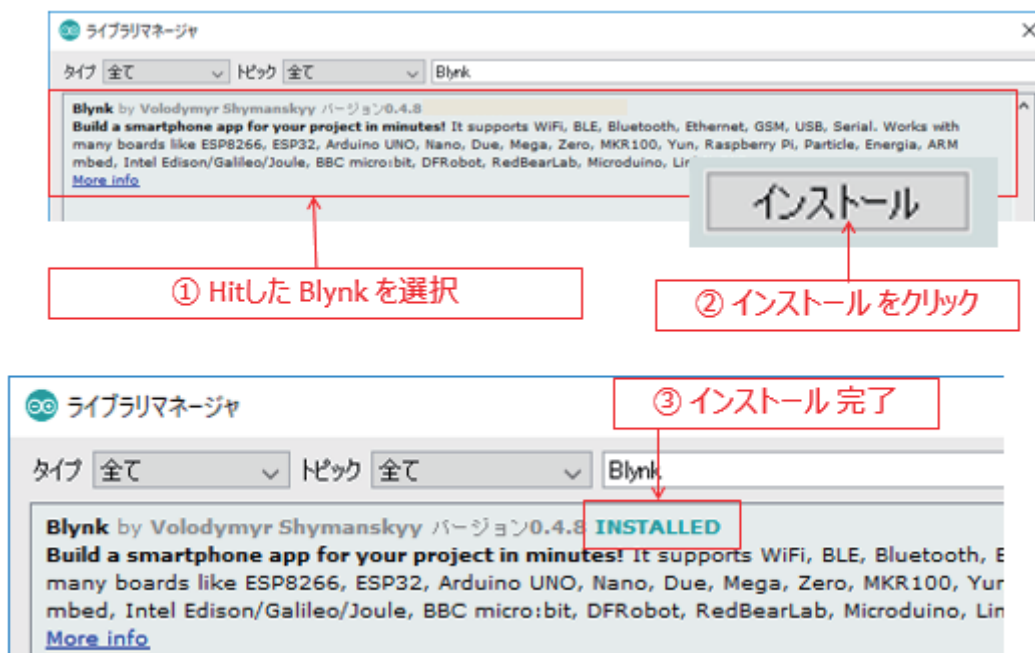 ライブラリマネージャ
タイプ 全て トピック 全て Blynk
Blynk by Volodymyr Shymanskyy バージョン0.4.8
Build a smartphone app for your project in minutes! It supports WiFi, BLE, Bluetooth, Ethernet, GSM, USB, Serial. Works with
many boards like ESP8266, ESP32, Arduino UNO, Nano, Due, Mega, Zero, MKR100, Yun, Raspberry Pi, Particle, Energia, ARM
mbed, Intel Edison/Galileo/Joule, BBC micro:bit, DFRobot, RedBearLab, Microduino,
More info
インストール
① Hitした Blynk を選択
② インストール をクリック
③ インストール 完了
ライブラリマネージャ
タイプ 全て トピック 全て Blynk
Blynk by Volodymyr Shymanskyy バージョン0.4.8 INSTALLED
Build a smartphone app for your project in minutes! It supports WiFi, BLE, Bluetooth,
many boards like ESP8266, ESP32, Arduino UNO, Nano, Due, Mega, Zero, MKR100,
mbed, Intel Edison/Galileo/Joule, BBC micro:bit, DFRobot, RedBearLab, Microduino,
More info